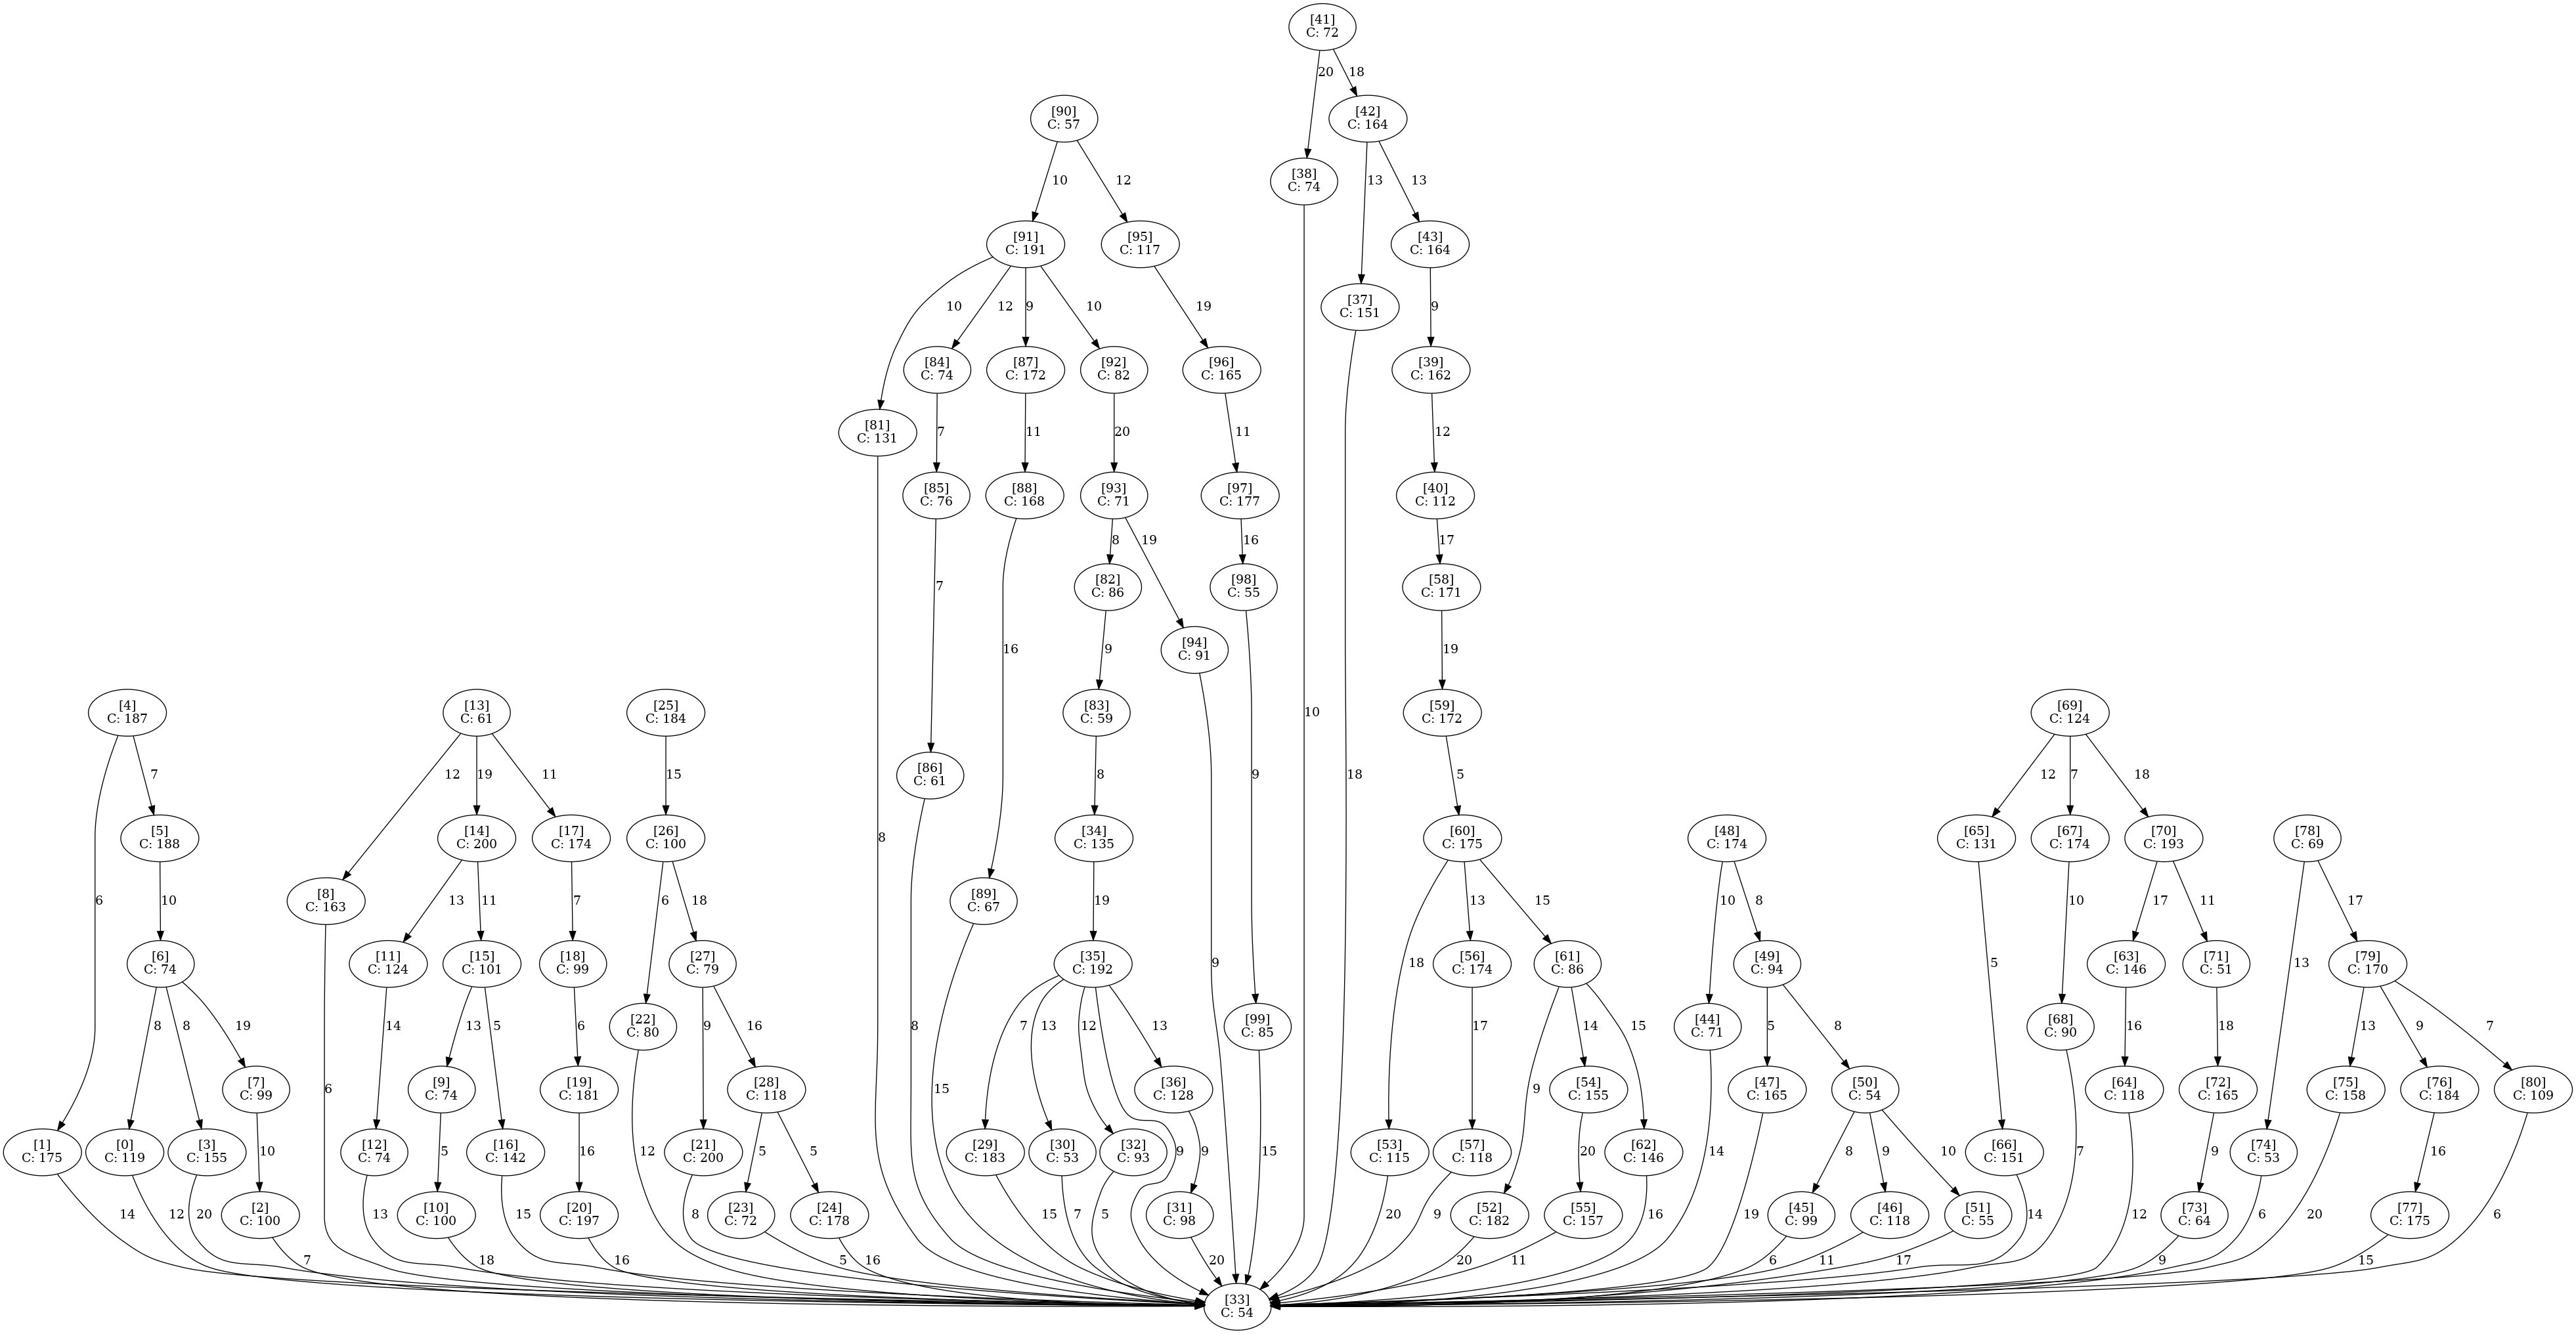 [41]
C: 72
20
18
[90]
C: 57
[42]
C: 164
10
12
[38]
C: 74
13
13
[91]
C: 191
[95]
C: 117
[43]
C: 164
10
12
9
10
19
[37]
C: 151
9
[84]
C: 74
[87]
C: 172
[92]
C: 82
[96]
C: 165
[39]
C: 162
[81]
C: 131
7
11
20
11
12
[85]
C: 76
[88]
C: 168
[93]
C: 71
[97]
C: 177
[40]
C: 112
8
19
16
17
7
[82]
C: 86
[98]
C: 55
[58]
C: 171
16
9
[94]
C: 91
19
[4]
C: 187
[13]
C: 61
[25]
C: 184
[83]
C: 59
10
[59]
C: 172
[69]
C: 124
7
12
19
11
15
[86]
C: 61
8
9
18
5
12
7
18
[5]
C: 188
[14]
C: 200
[17]
C: 174
[26]
C: 100
8
[34]
C: 135
[60]
C: 175
[48]
C: 174
[65]
C: 131
[67]
C: 174
[70]
C: 193
[78]
C: 69
6
10
[8]
C: 163
13
11
7
6
18
[89]
C: 67
19
18
13
15
10
8
10
17
11
17
[6]
C: 74
[11]
C: 124
[15]
C: 101
[18]
C: 99
[27]
C: 79
[35]
C: 192
9
[56]
C: 174
[61]
C: 86
[49]
C: 94
5
[63]
C: 146
[71]
C: 51
13
[79]
C: 170
8
8
19
14
13
5
6
[22]
C: 80
9
16
8
7
13
12
13
[99]
C: 85
17
14
15
[44]
C: 71
5
8
[68]
C: 90
16
18
13
9
7
[7]
C: 99
6
[9]
C: 74
[19]
C: 181
[28]
C: 118
15
[36]
C: 128
9
[54]
C: 155
[47]
C: 165
[50]
C: 54
[64]
C: 118
[72]
C: 165
[75]
C: 158
[76]
C: 184
[80]
C: 109
[1]
C: 175
[0]
C: 119
[3]
C: 155
10
[12]
C: 74
5
[16]
C: 142
16
12
[21]
C: 200
5
5
[29]
C: 183
[30]
C: 53
[32]
C: 93
9
9
15
[53]
C: 115
[57]
C: 118
20
[62]
C: 146
14
8
9
10
[66]
C: 151
7
9
[74]
C: 53
16
14
12
20
[2]
C: 100
13
[10]
C: 100
15
[20]
C: 197
8
[23]
C: 72
[24]
C: 178
15
7
5
[31]
C: 98
20
9
[52]
C: 182
[55]
C: 157
16
19
[45]
C: 99
[46]
C: 118
[51]
C: 55
14
12
[73]
C: 64
6
20
[77]
C: 175
6
7
18
16
5
16
20
20
11
6
11
17
9
15
[33]
C: 54